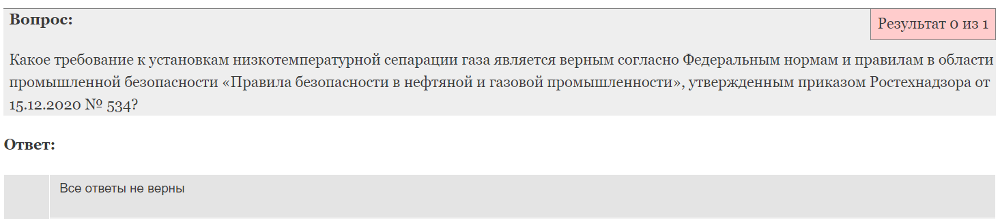 Вопрос:
Результат 0 из 1
Какое требование к установкам низкотемпературной сепарации газа является верным согласно Федеральным нормам и правилам в области
промышленной безопасности «Правила безопасности в нефтяной и газовой промышленности», утвержденным приказом Ростехнадзора от
15.12.2020 № 534?
Ответ:
Все ответы не верны